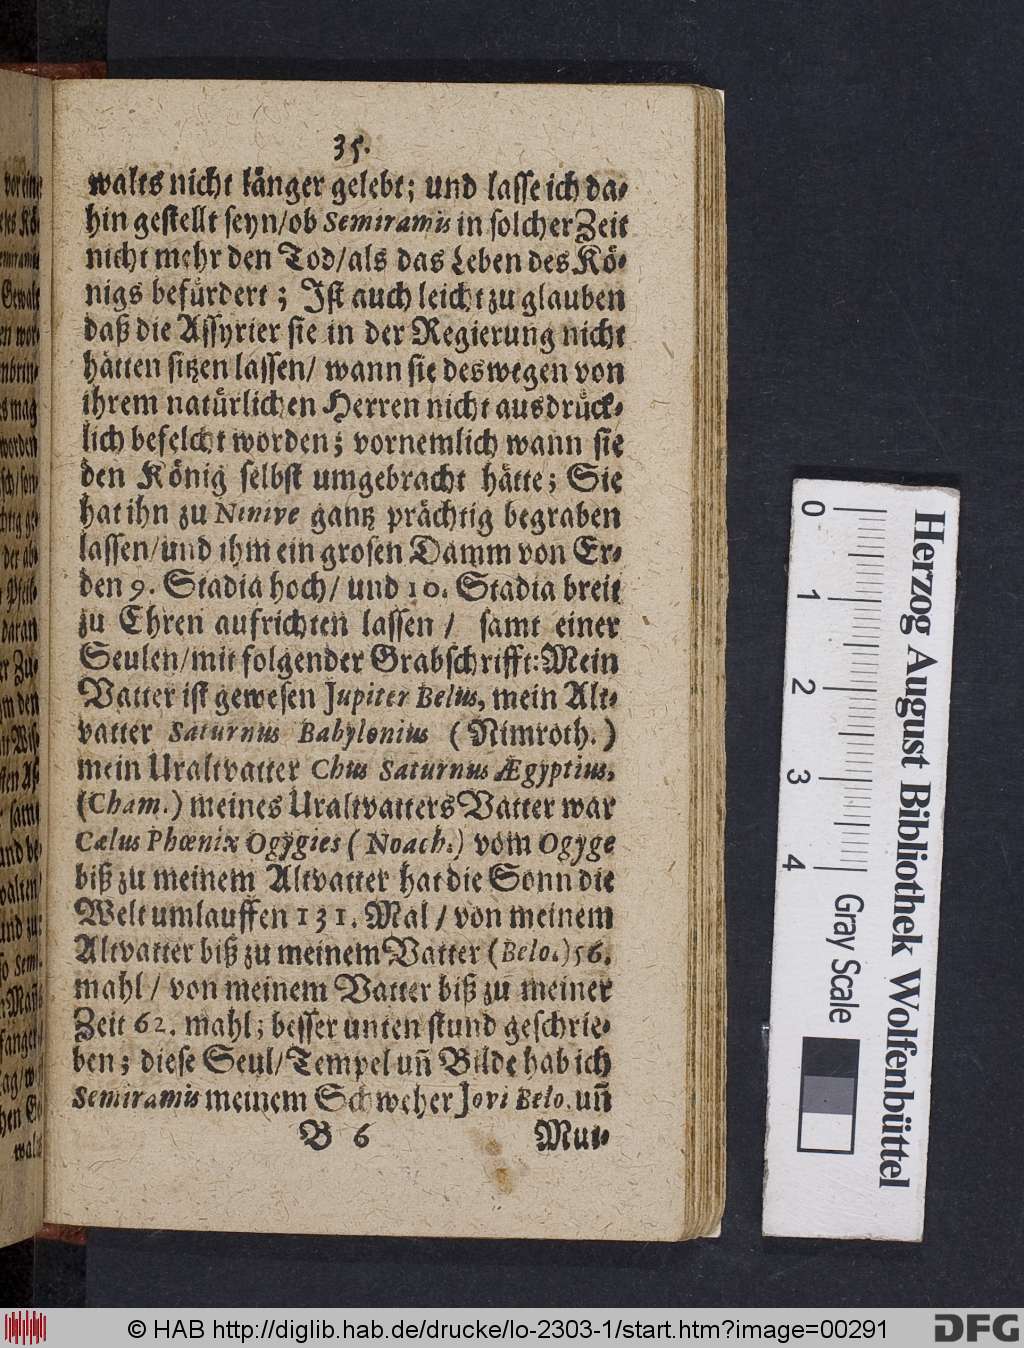 35.
walts nicht länger gelebt; und lasse ich da-
hin gestellt seyn/ob Semiramis in solcher Zeit
nicht mehr den Tod/als das Leben des Kö-
nigs befürdert; Ist auch leicht zu glauben
daß die Assyrier sie in der Regierung nicht
hätten sitzen lassen/ wann sie deswegen von
ihrem natürlichen Herren nicht ausdrück-
lich befelcht worden; vornemlich wann sie
den König selbst umgebracht hätte; Sie
hat ihn zu Ninive gantz prächtig begraben
lassen/und ihm ein grosen Damm von Er-
den 9. Stadia hoch/ und 10. Stadia breit
zu Ehren aufrichten lassen/ samt einer
Seulen/mit folgender Grabschrifft: Mein
Vatter ist gewesen Jupiter Belus, mein Alt-
vatter Saturnus Babylonius (Nimroth.)
mein Uraltvatter Chus Saturnus Ægyptius,
(Cham.) meines Uraltvatters Vatter war
Cælus Phœnix Ogygies (Noach.) vom Ogyge
biß zu meinem Altvatter hat die Sonn die
Welt umlauffen 131. Mal/von meinem
Altvatter biß zu meinem Vatter (Belo.) 56.
mahl/ von meinem Vatter biß zu meiner
Zeit 62. mahl; besser unten stund geschrie-
ben; diese Seul/Tempel uñ Bilde hab ich
Semiramis meinem Schweher Jovi Belo. uñ
B 6 Mut-
0 1 2 3 4
Gray Scale
Herzog August Bibliothek Wolfenbüttel
© HAB http://diglib.hab.de/drucke/lo-2303-1/start.htm?image=00291
DFG